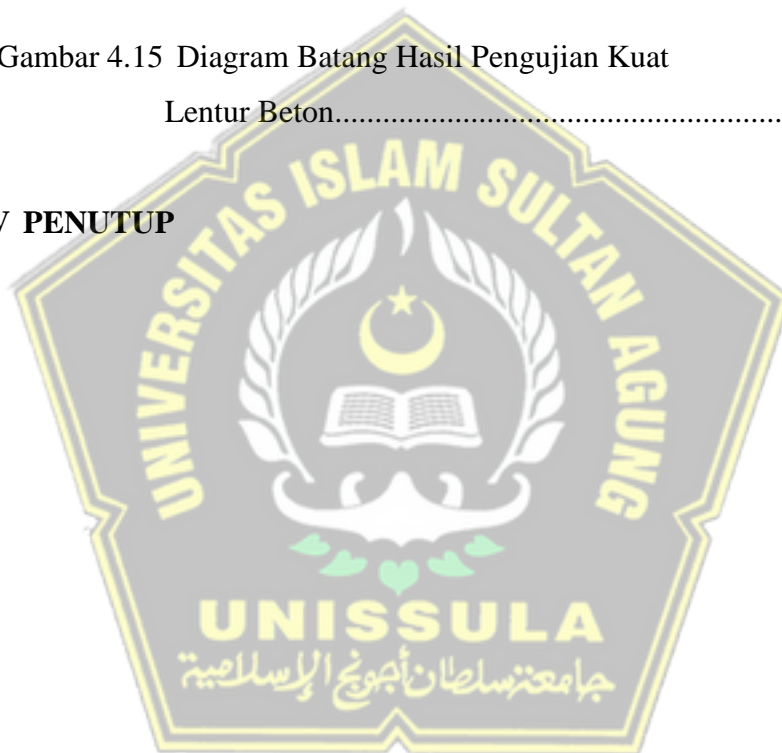 Gambar 4.15 Diagram Batang Hasil Pengujian Kuat
Lentur Beton.......................................................
V PENUTUP
UNIVERSITAS ISLAM SULTAN AGUNG
UNISSULA
جامعة سلطان أجونج الإسلامية